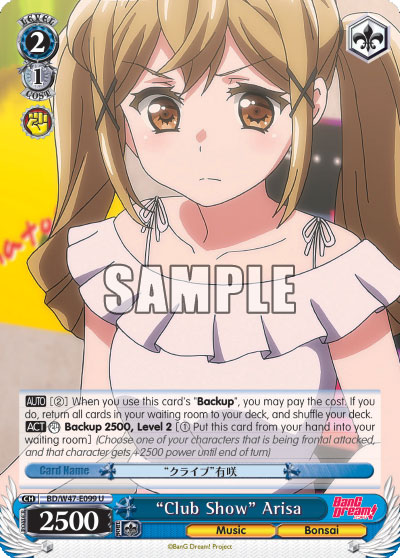 LEVEL
2
1
COST
ato
SAMPLE
AUTO [②] When you use this card's "Backup", you may pay the cost. If you
do, return all cards in your waiting room to your deck, and shuffle your deck.
ACT Backup 2500, Level 2 [① Put this card from your hand into your
waiting room] (Choose one of your characters that is being frontal attacked,
and that character gets +2500 power until end of turn)
Card Name
“クライブ”有咲
CH BD/W47-E099 U
POWER
2500
“Club Show” Arisa
BanG Dream!
Music
Bonsai
©BanG Dream! Project